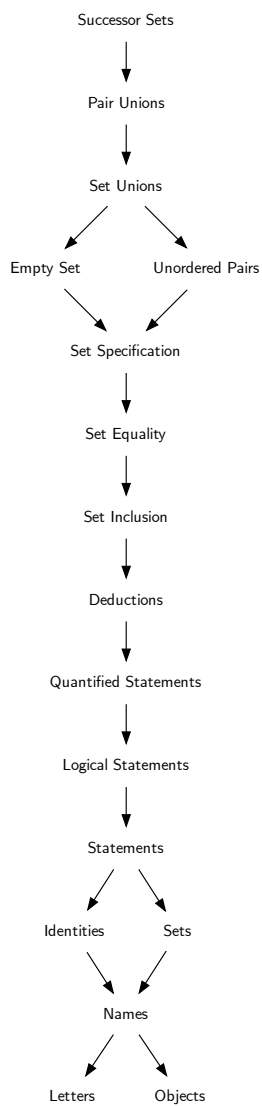 Successor Sets
Pair Unions
Set Unions
Empty Set
Unordered Pairs
Set Specification
Set Equality
Set Inclusion
Deductions
Quantified Statements
Logical Statements
Statements
Identities
Sets
Names
Letters
Objects